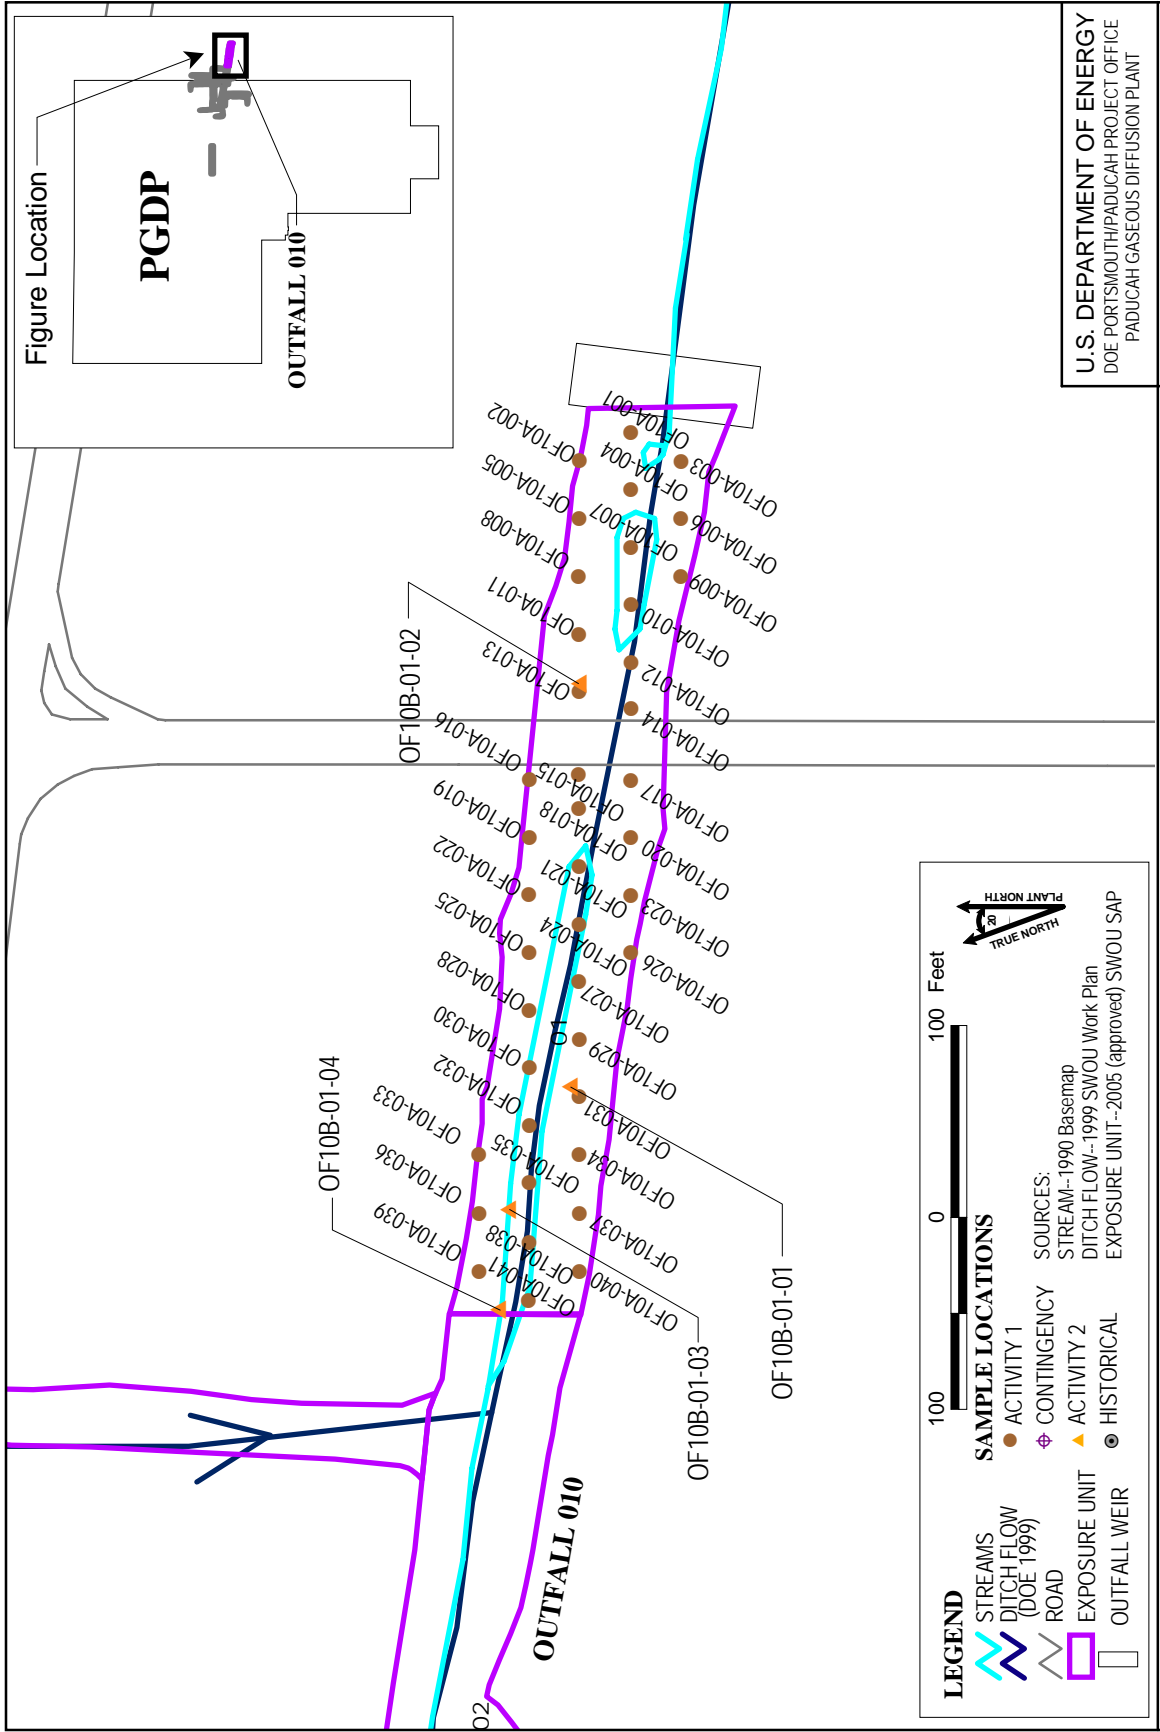 Figure Location
PGDP
OUTFALL 010
U.S. DEPARTMENT OF ENERGY
DOE PORTSMOUTH/PADUCAH PROJECT OFFICE
PADUCAH GASEOUS DIFFUSION PLANT
OF10A-001
OF10A-002
OF10A-003
OF10A-004
OF10A-005
OF10A-006
OF10A-007
OF10A-008
OF10A-009
OF10A-010
OF10A-011
OF10A-012
OF10A-013
OF10A-014
OF10A-015
OF10A-016
OF10A-017
OF10A-018
OF10A-019
OF10A-020
OF10A-021
OF10A-022
OF10A-023
OF10A-024
OF10A-025
OF10A-026
OF10A-027
OF10A-028
OF10A-029
OF10A-030
OF10A-031
OF10A-032
OF10A-033
OF10A-034
OF10A-035
OF10A-036
OF10A-037
OF10A-038
OF10A-039
OF10A-040
OF10A-041
OF10B-01-02
OF10B-01-04
OF10B-01-01
OF10B-01-03
01
02
OUTFALL 010
LEGEND
STREAMS
DITCH FLOW
(DOE 1999)
ROAD
EXPOSURE UNIT
OUTFALL WEIR
100 0 100 Feet
SAMPLE LOCATIONS
ACTIVITY 1
CONTINGENCY
ACTIVITY 2
HISTORICAL
SOURCES:
STREAM--1990 Basemap
DITCH FLOW--1999 SWOU Work Plan
EXPOSURE UNIT--2005 (approved) SWOU SAP
TRUE NORTH
20
PLANT NORTH